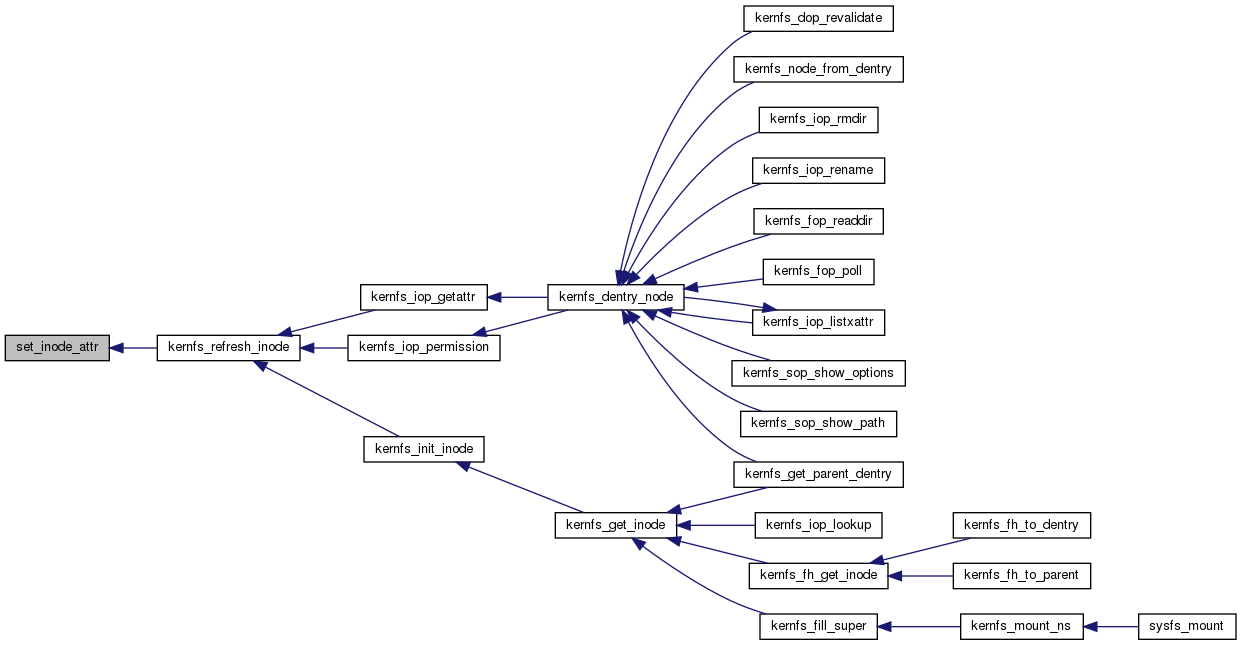 kernfs_dop_revalidate
kernfs_node_from_dentry
kernfs_iop_rmdir
kernfs_iop_rename
kernfs_fop_readdir
kernfs_fop_poll
kernfs_iop_getattr
kernfs_dentry_node
kernfs_iop_listxattr
set_inode_attr
kernfs_refresh_inode
kernfs_iop_permission
kernfs_sop_show_options
kernfs_sop_show_path
kernfs_init_inode
kernfs_get_parent_dentry
kernfs_get_inode
kernfs_iop_lookup
kernfs_fh_to_dentry
kernfs_fh_get_inode
kernfs_fh_to_parent
kernfs_fill_super
kernfs_mount_ns
sysfs_mount